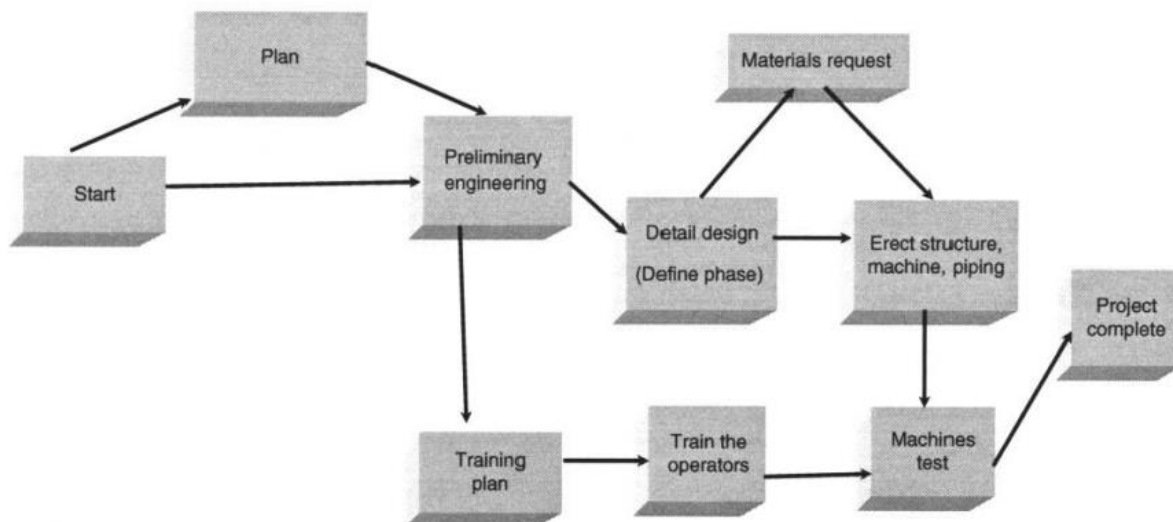 Plan
Materials request
Start
Preliminary
engineering
Detail design
(Define phase)
Erect structure,
machine, piping
Project
complete
Training
plan
Train the
operators
Machines
test